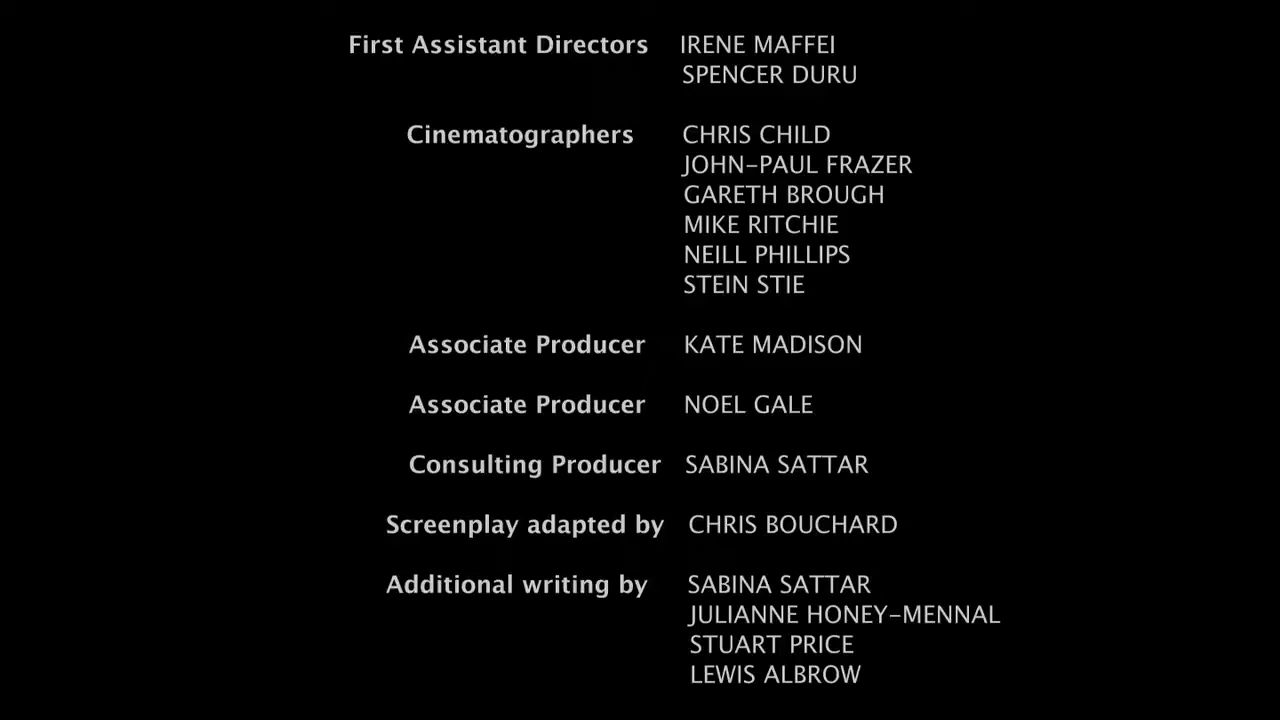 First Assistant Directors IRENE MAFFEI
SPENCER DURU
Cinematographers CHRIS CHILD
JOHN-PAUL FRAZER
GARETH BROUGH
MIKE RITCHIE
NEILL PHILLIPS
STEIN STIE
Associate Producer KATE MADISON
Associate Producer NOEL GALE
Consulting Producer SABINA SATTAR
Screenplay adapted by CHRIS BOUCHARD
Additional writing by SABINA SATTAR
JULIANNE HONEY-MENNAL
STUART PRICE
LEWIS ALBROW